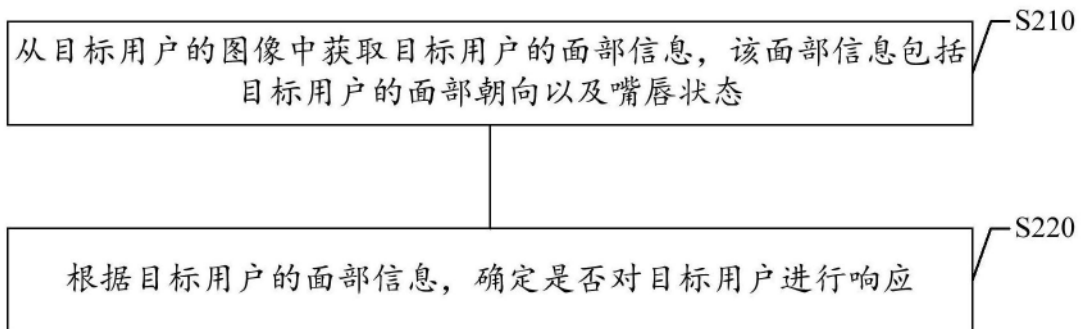 S210
从目标用户的图像中获取目标用户的面部信息，该面部信息包括
目标用户的面部朝向以及嘴唇状态
S220
根据目标用户的面部信息，确定是否对目标用户进行响应